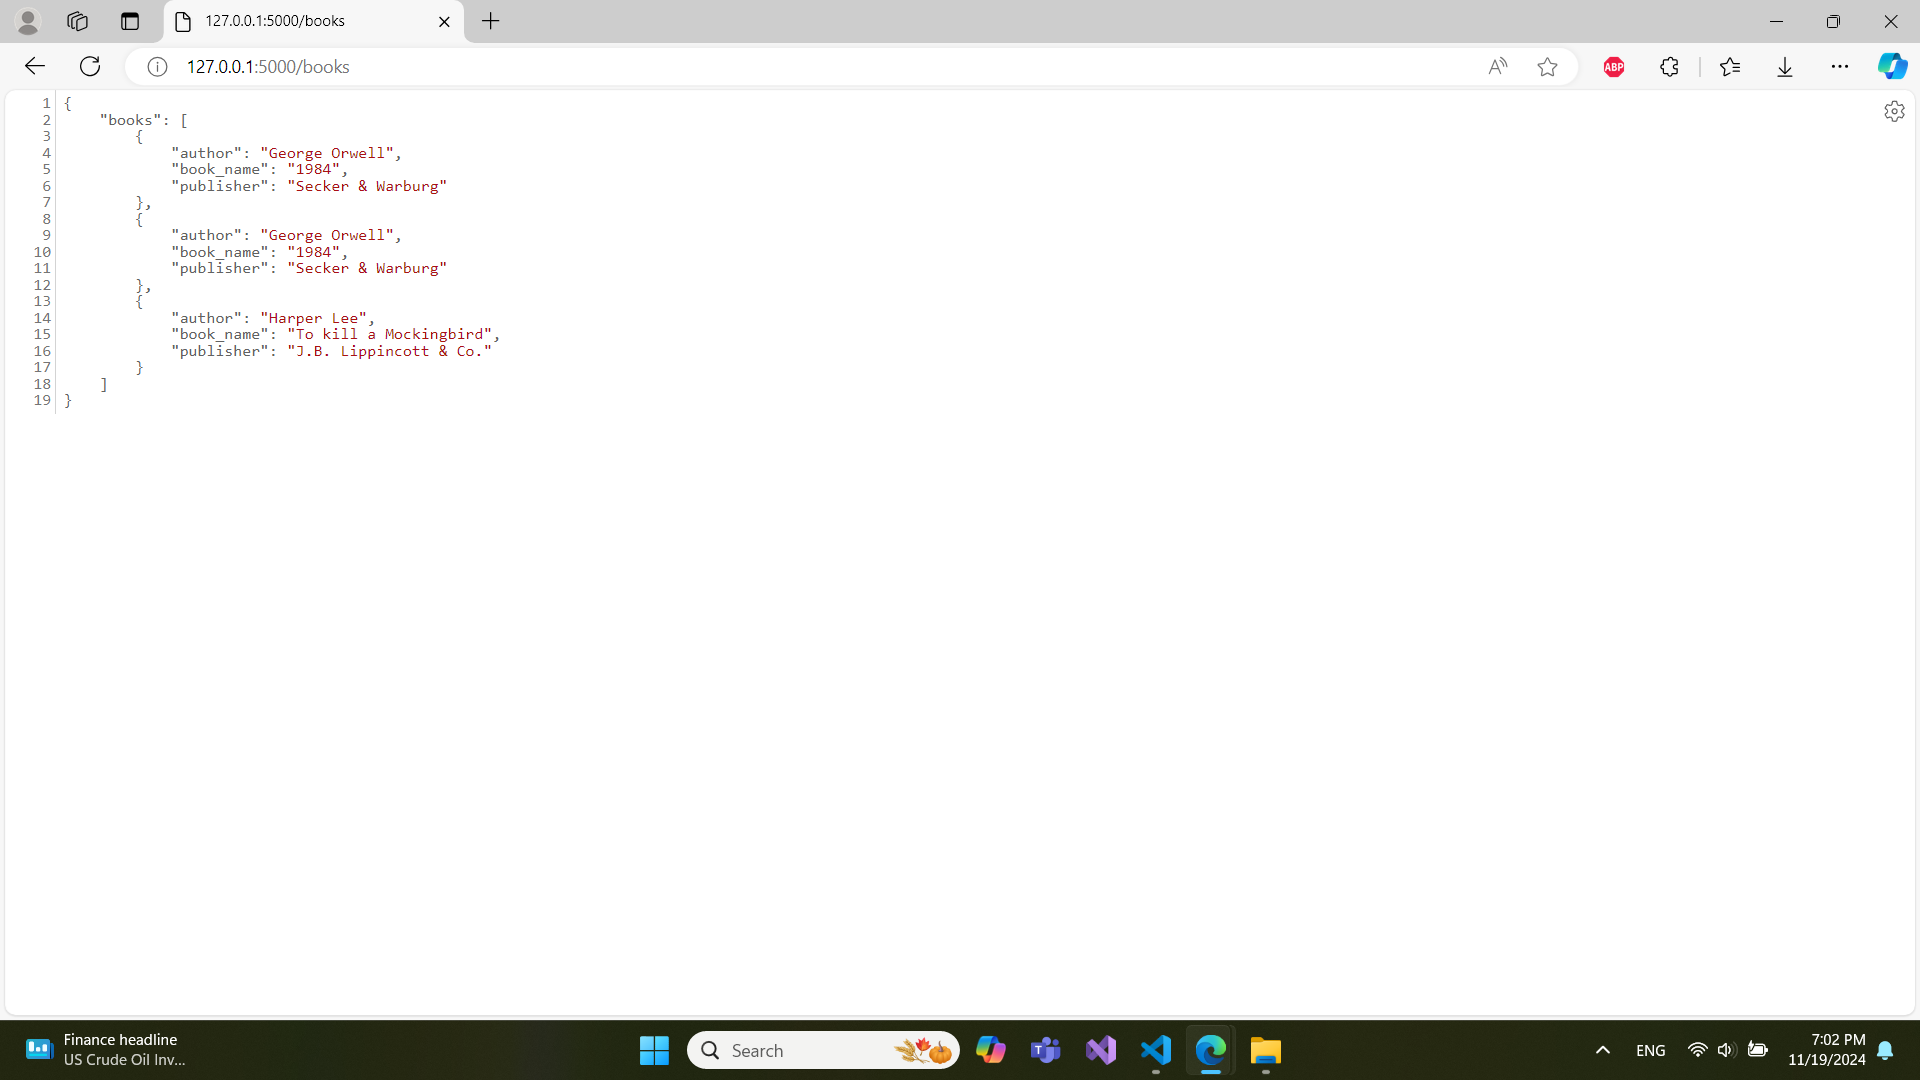 127.0.0.1:5000/books
127.0.0.1:5000/books
ABP
1 {
2 "books": [
3 {
4 "author": "George Orwell",
5 "book_name": "1984",
6 "publisher": "Secker & Warburg"
7 },
8 {
9 "author": "George Orwell",
10 "book_name": "1984",
11 "publisher": "Secker & Warburg"
12 },
13 {
14 "author": "Harper Lee",
15 "book_name": "To kill a Mockingbird",
16 "publisher": "J.B. Lippincott & Co."
17 }
18 ]
19 }
Finance headline
US Crude Oil Inv...
Search
ENG
7:02 PM
11/19/2024